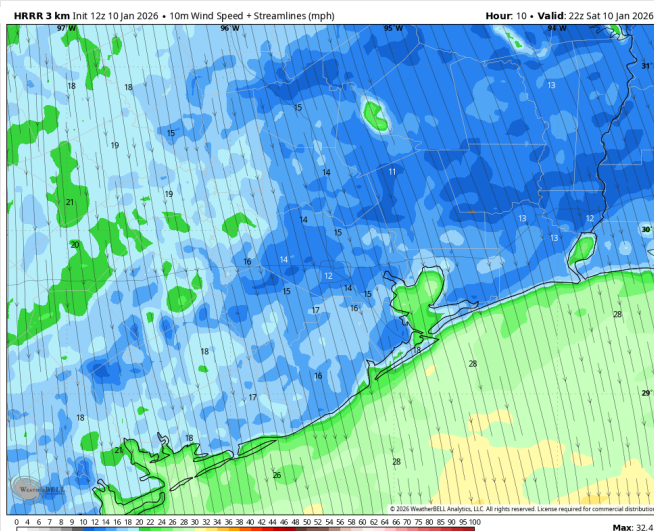 HRRR 3 km Init 12z 10 Jan 2026 • 10m Wind Speed + Streamlines (mph)
Hour: 10 • Valid: 22z Sat 10 Jan 2026
97°W 96°W 95°W 94°W
31°
18 18 15 13
15
19
14 11
19
21 14 13 12
15 13 30°
20
16 14 12
15 14 15
17 16
28
18 18
28
16
29°
17
18
18
21
28
26
WEATHERBELL
© 2026 WeatherBELL Analytics, LLC. All rights reserved. License required for commercial distribution
0 4 6 7 8 9 10 12 14 16 18 20 22 24 26 28 30 32 34 36 38 40 42 44 46 48 50 52 54 56 58 60 62 64 66 70 75 80 85 90 95 100
Max: 32.4